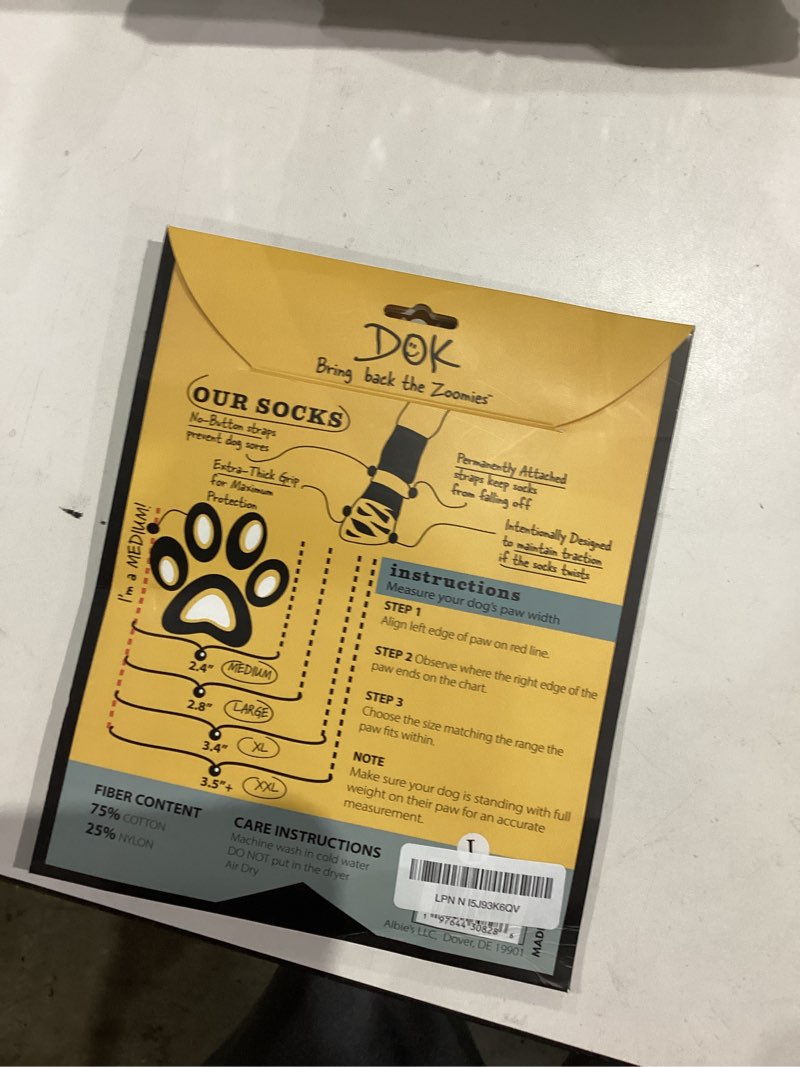 DOK
Bring back the Zoomies™
OUR SOCKS
No-Button straps
prevent dog sores
Extra-Thick Grip
for Maximum
Protection
Permanently Attached
straps keep socks
from falling off
Intentionally Designed
to maintain traction
if the socks twists
I'm a MEDIUM!
2.4" MEDIUM
2.8" LARGE
3.4" XL
3.5"+ XXL
instructions
Measure your dog's paw width
STEP 1
Align left edge of paw on red line.
STEP 2 Observe where the right edge of the
paw ends on the chart.
STEP 3
Choose the size matching the range the
paw fits within.
NOTE
Make sure your dog is standing with full
weight on their paw for an accurate
measurement.
FIBER CONTENT
75% COTTON
25% NYLON
CARE INSTRUCTIONS
Machine wash in cold water
DO NOT put in the dryer
Air Dry
LPN N I5J93K6QV
97644 30828 6
Albie's LLC, Dover, DE 19901